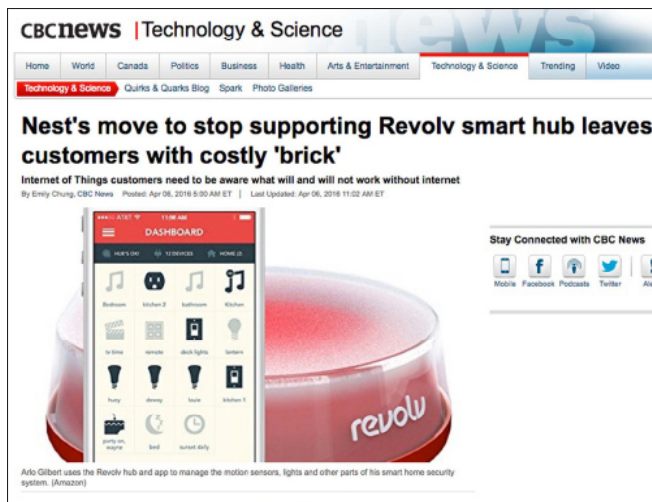 CBCnews | Technology & Science
Home World Canada Politics Business Health Arts & Entertainment Technology & Science Trending Video
Technology & Science Quirks & Quarks Blog Spark Photo Galleries
Nest's move to stop supporting Revolv smart hub leaves
customers with costly 'brick'
Internet of Things customers need to be aware what will and will not work without internet
By Emily Chung, CBC News Posted: Apr 06, 2016 5:00 AM ET | Last Updated: Apr 06, 2016 11:02 AM ET
AT&T 11:08 AM
DASHBOARD
HUB'S OK! 12 DEVICES HOME (2)
Bedroom kitchen 2 bathroom Kitchen
tv time remote deck lights lantern
huey dewey louie kitchen 1
party on,
wayne bed sunset daily
revolv
Stay Connected with CBC News
Mobile Facebook Podcasts Twitter
Arlo Gilbert uses the Revolv hub and app to manage the motion sensors, lights and other parts of his smart home security
system. (Amazon)